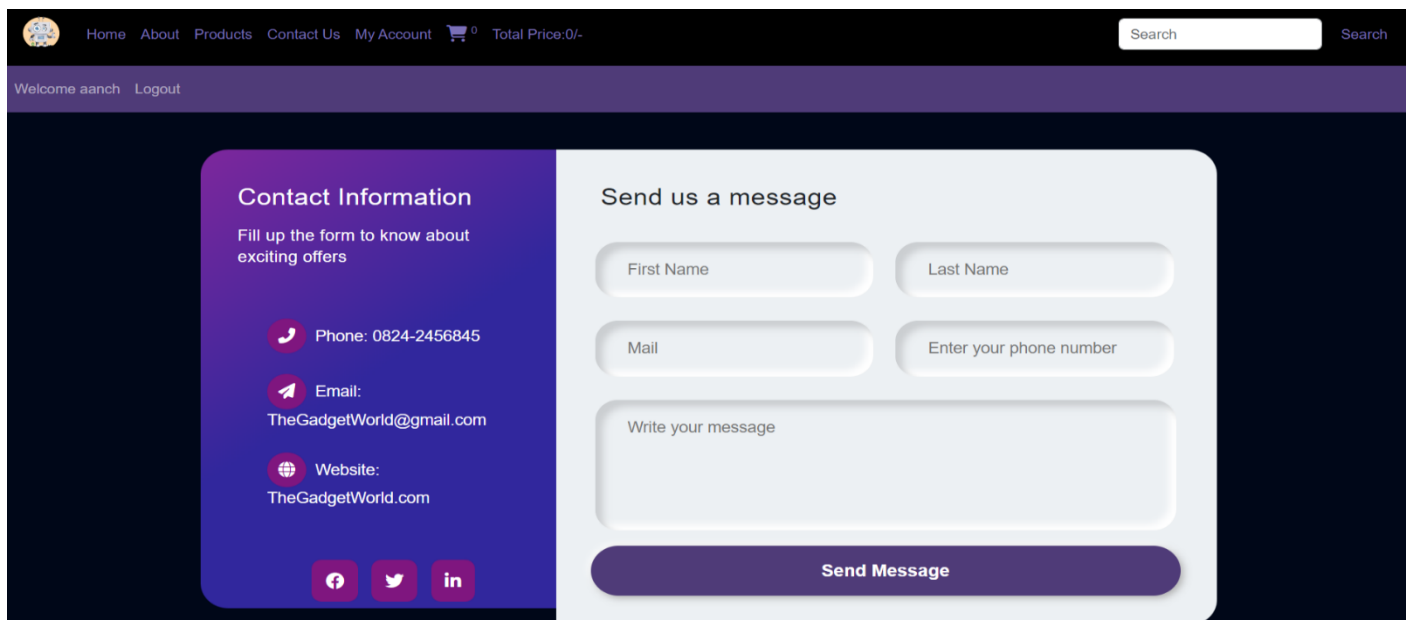 Home About Products Contact Us My Account 0 Total Price:0/- Search Search
Welcome aanch Logout
Contact Information
Fill up the form to know about
exciting offers
Phone: 0824-2456845
Email:
TheGadgetWorld@gmail.com
Website:
TheGadgetWorld.com
Send us a message
First Name Last Name
Mail Enter your phone number
Write your message
Send Message